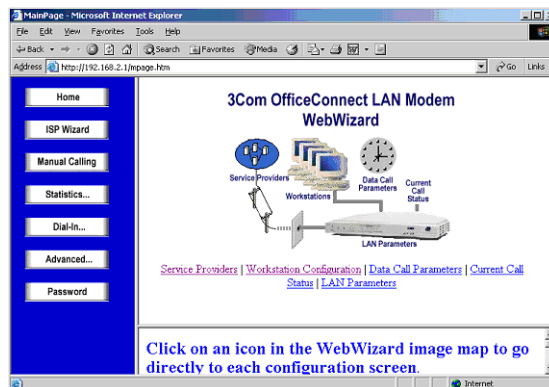 MainPage - Microsoft Internet Explorer
File Edit View Favorites Tools Help
Back Search Favorites Media
Address http://192.168.2.1/mpage.htm Go Links
Home
ISP Wizard
Manual Calling
Statistics...
Dial-In...
Advanced...
Password
3Com OfficeConnect LAN Modem
WebWizard
Service Providers
Workstations
Data Call
Parameters
Current
Call
Status
LAN Parameters
Service Providers | Workstation Configuration | Data Call Parameters | Current Call
Status | LAN Parameters
Click on an icon in the WebWizard image map to go
directly to each configuration screen.
Internet